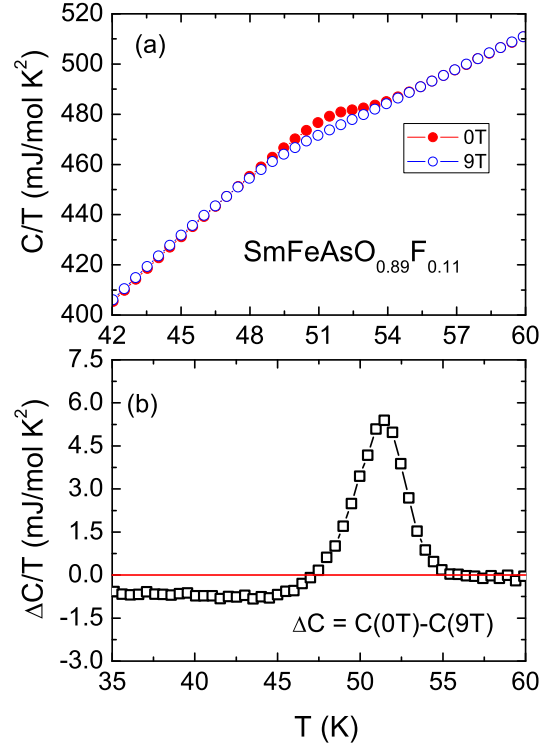 (a)
C/T (mJ/mol K²)
520
500
480
460
440
420
400
0T
9T
SmFeAsO₀.₈₉F₀.₁₁
42 45 48 51 54 57 60
(b)
ΔC/T (mJ/mol K²)
7.5
6.0
4.5
3.0
1.5
0.0
-1.5
-3.0
ΔC = C(0T)-C(9T)
35 40 45 50 55 60
T (K)